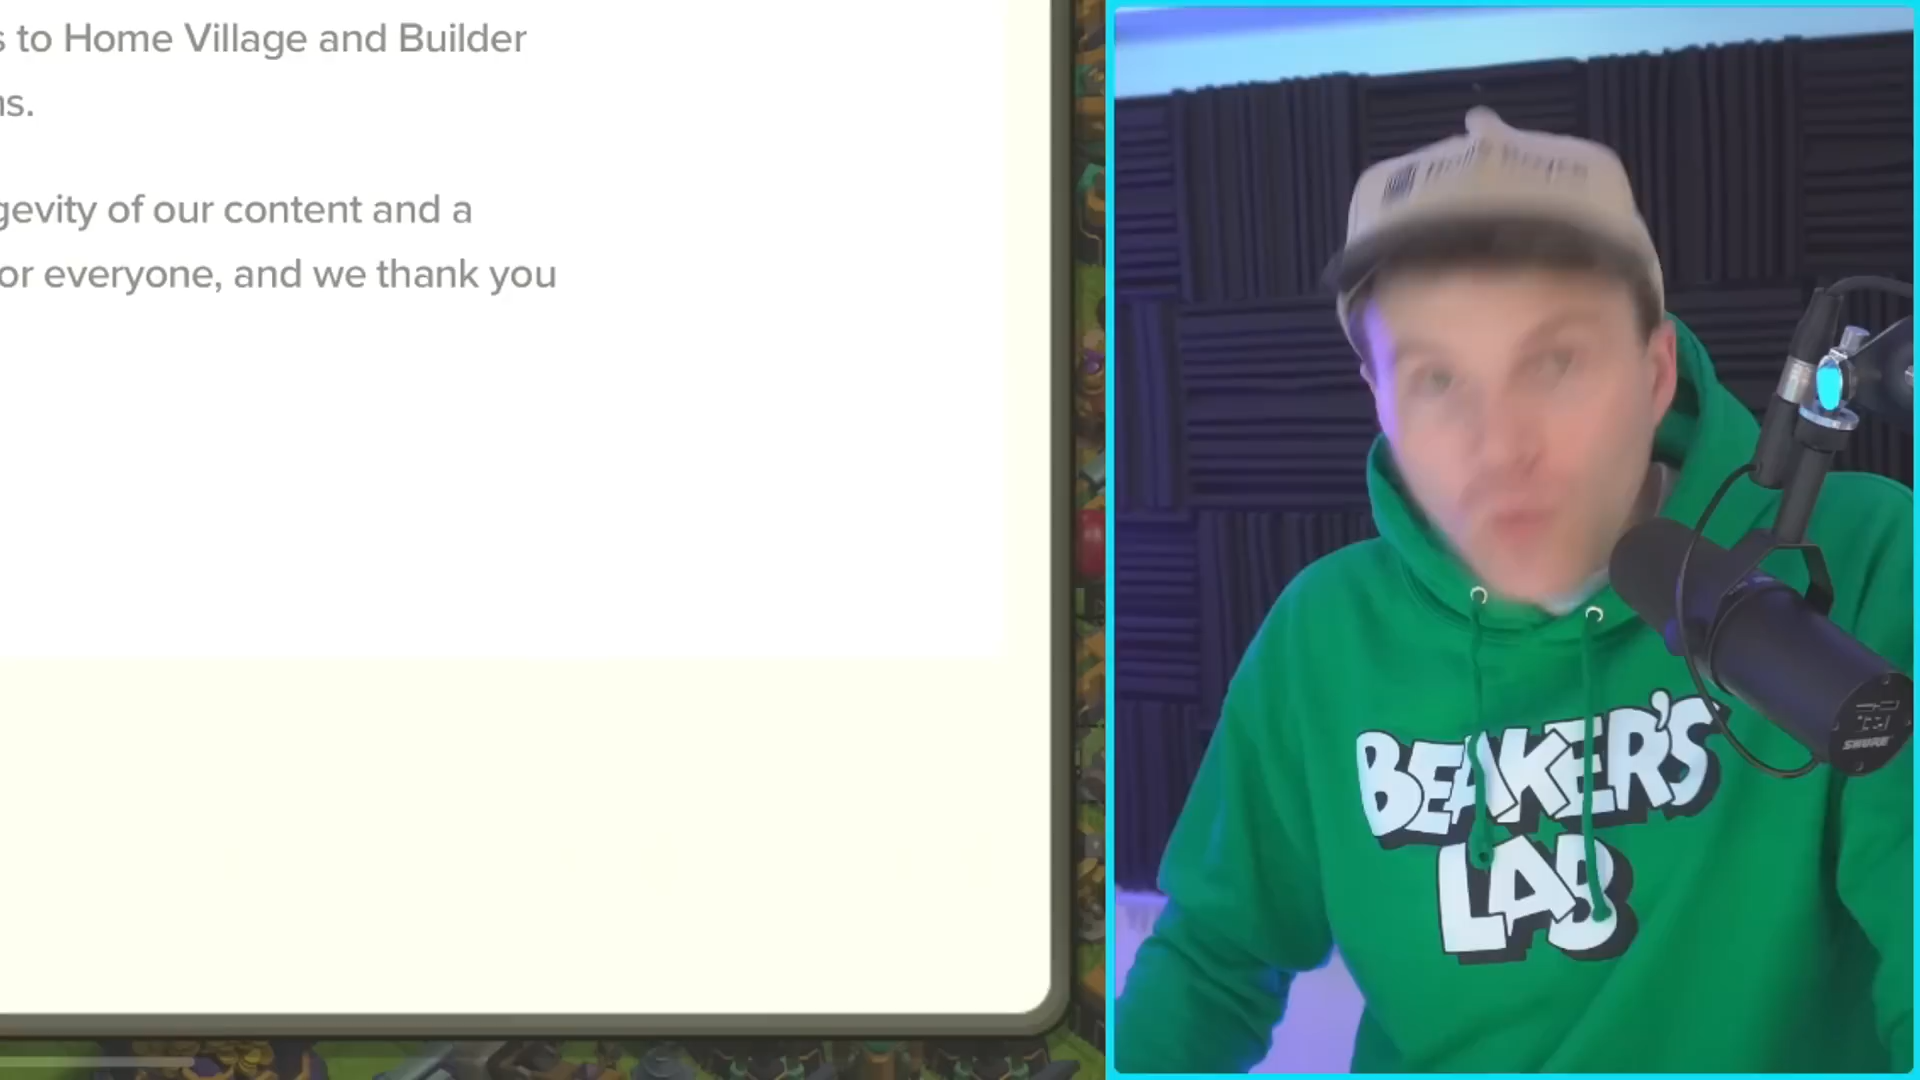 s to Home Village and Builder
ns.
gevity of our content and a
or everyone, and we thank you
BEAKER'S
LAB
SHURE